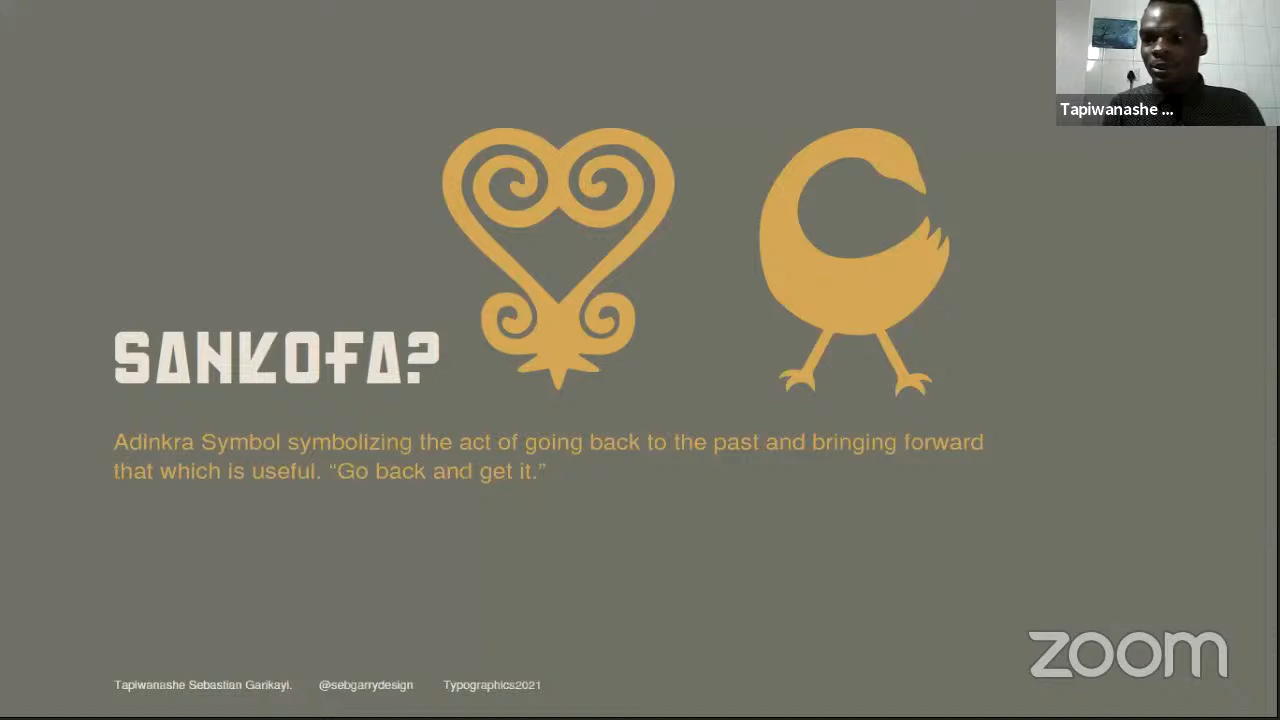 Tapiwanashe ...
SANKOFA?
Adinkra Symbol symbolizing the act of going back to the past and bringing forward
that which is useful. “Go back and get it.”
zoom
Tapiwanashe Sebastian Garikayi. @sebgarrydesign Typographics2021